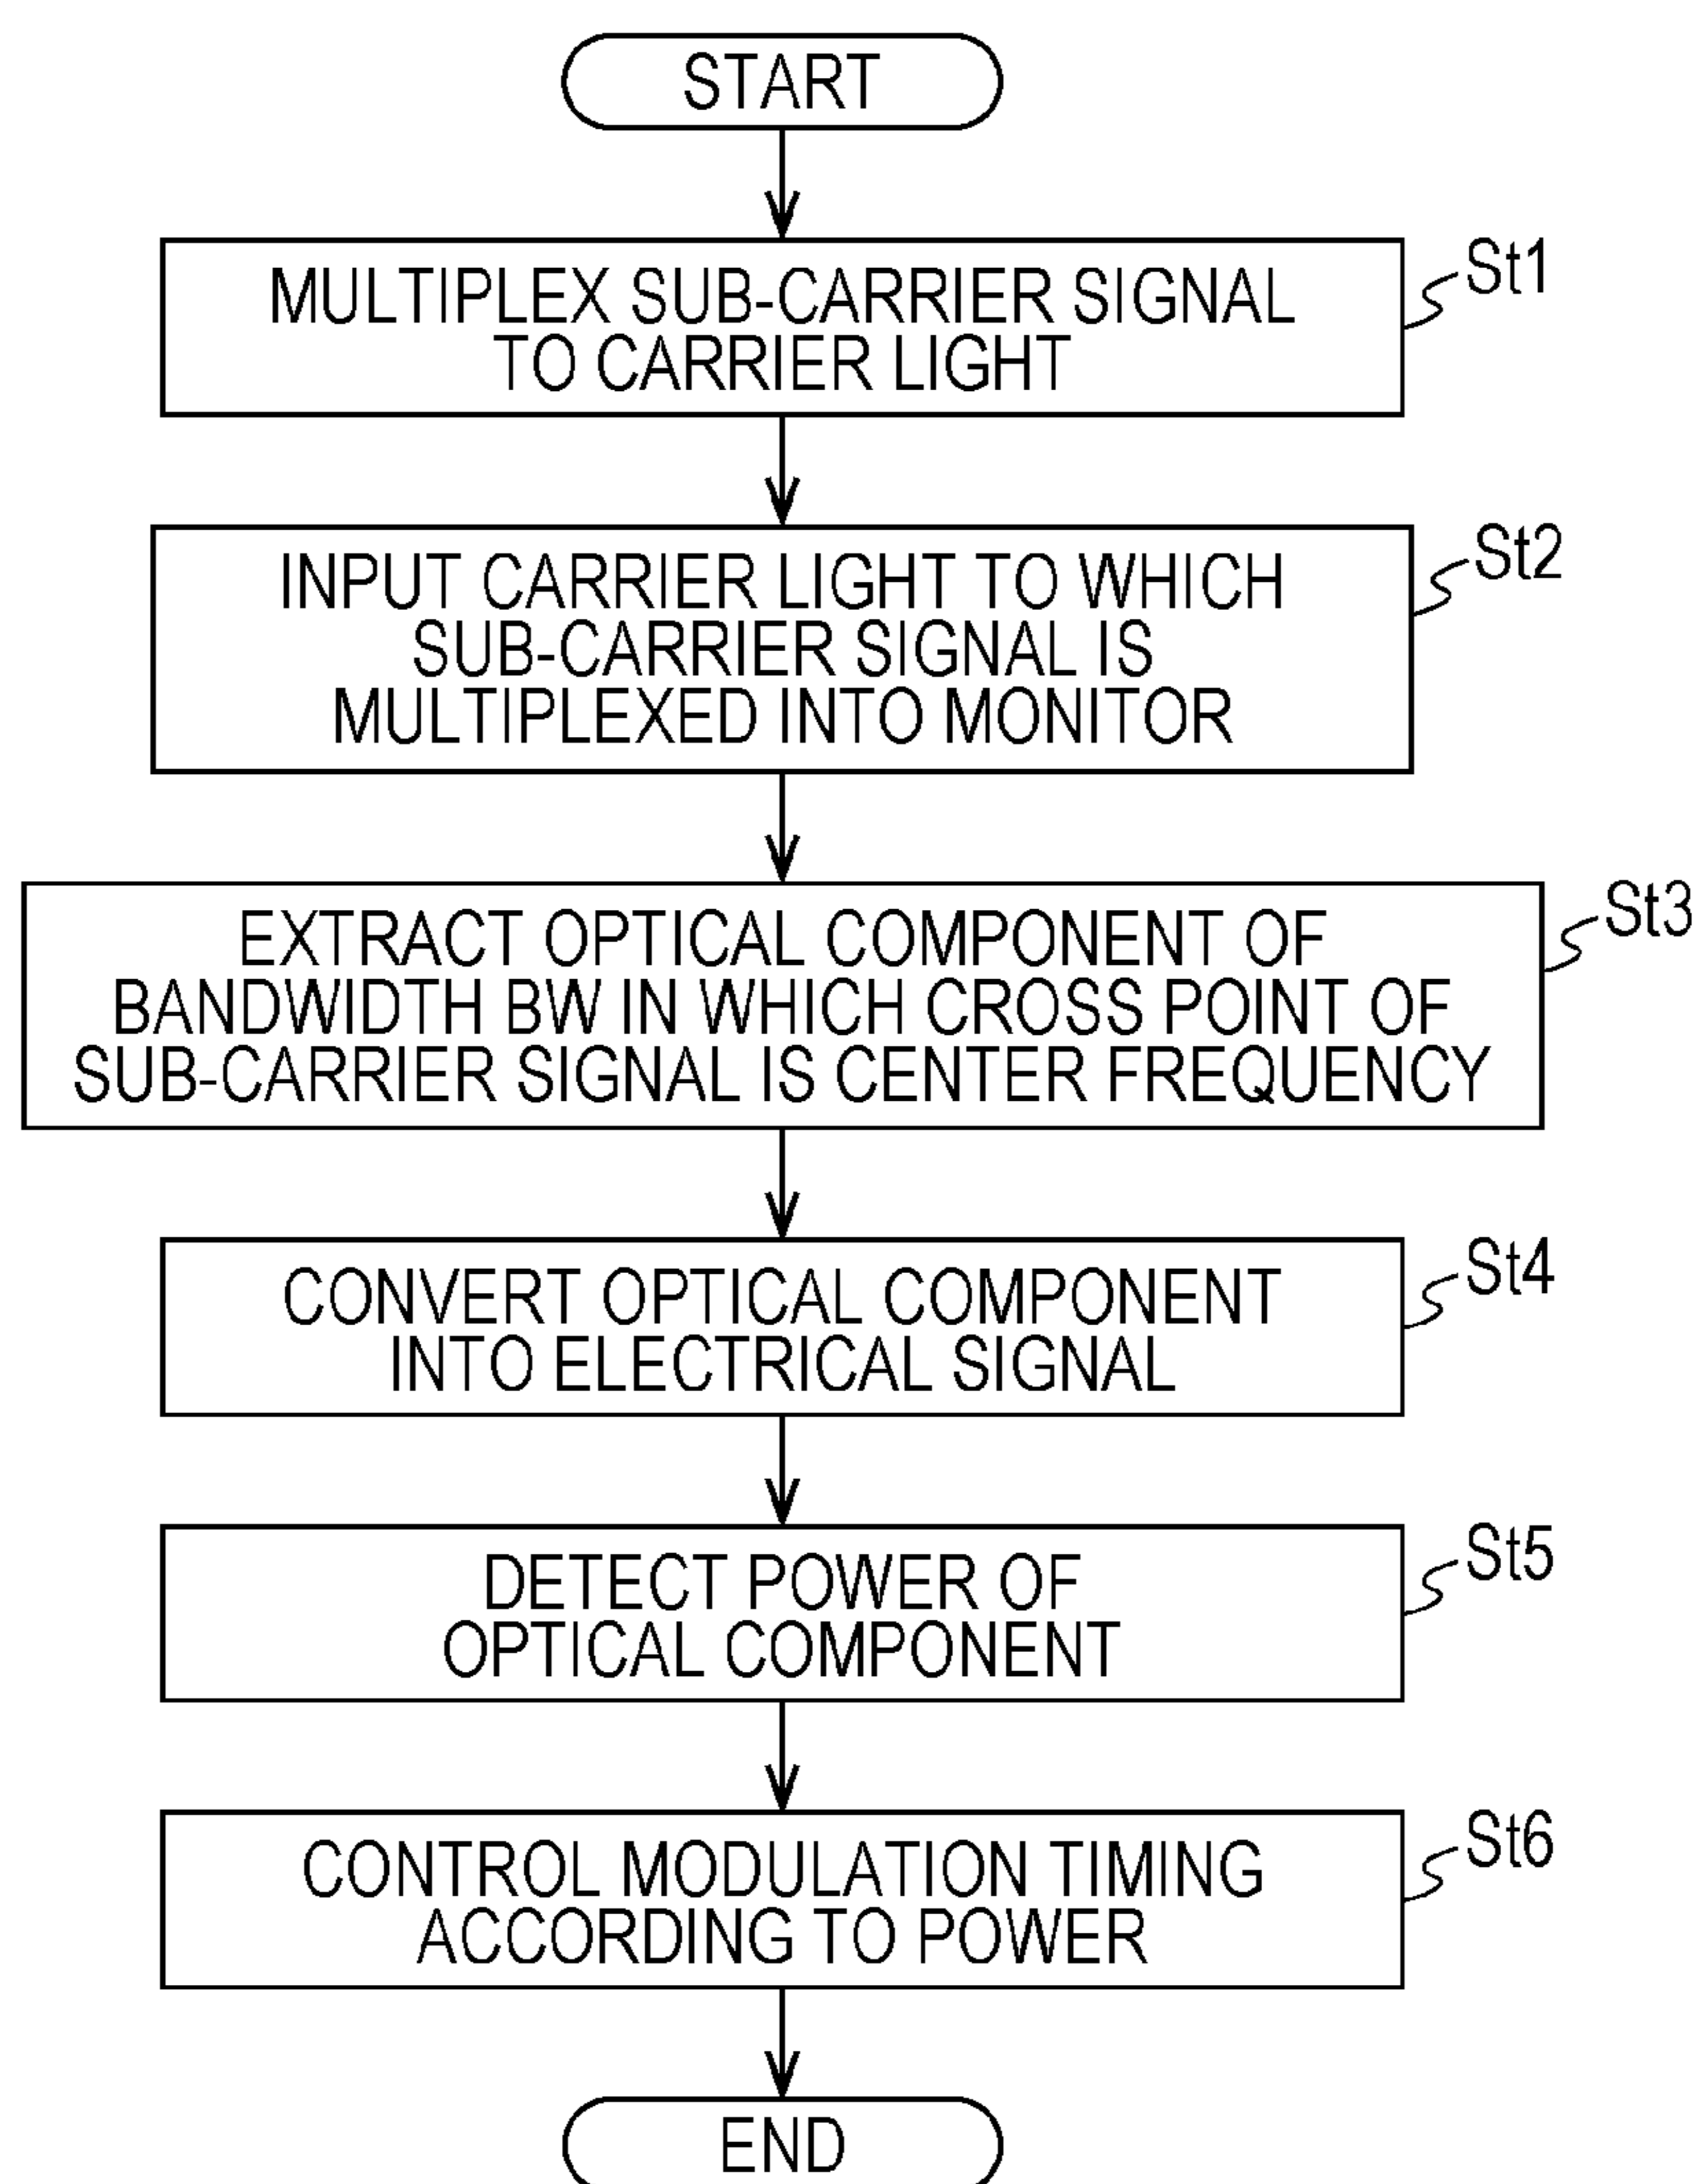 START
St1
MULTIPLEX SUB-CARRIER SIGNAL
TO CARRIER LIGHT
St2
INPUT CARRIER LIGHT TO WHICH
SUB-CARRIER SIGNAL IS
MULTIPLEXED INTO MONITOR
St3
EXTRACT OPTICAL COMPONENT OF
BANDWIDTH BW IN WHICH CROSS POINT OF
SUB-CARRIER SIGNAL IS CENTER FREQUENCY
St4
CONVERT OPTICAL COMPONENT
INTO ELECTRICAL SIGNAL
St5
DETECT POWER OF
OPTICAL COMPONENT
St6
CONTROL MODULATION TIMING
ACCORDING TO POWER
END